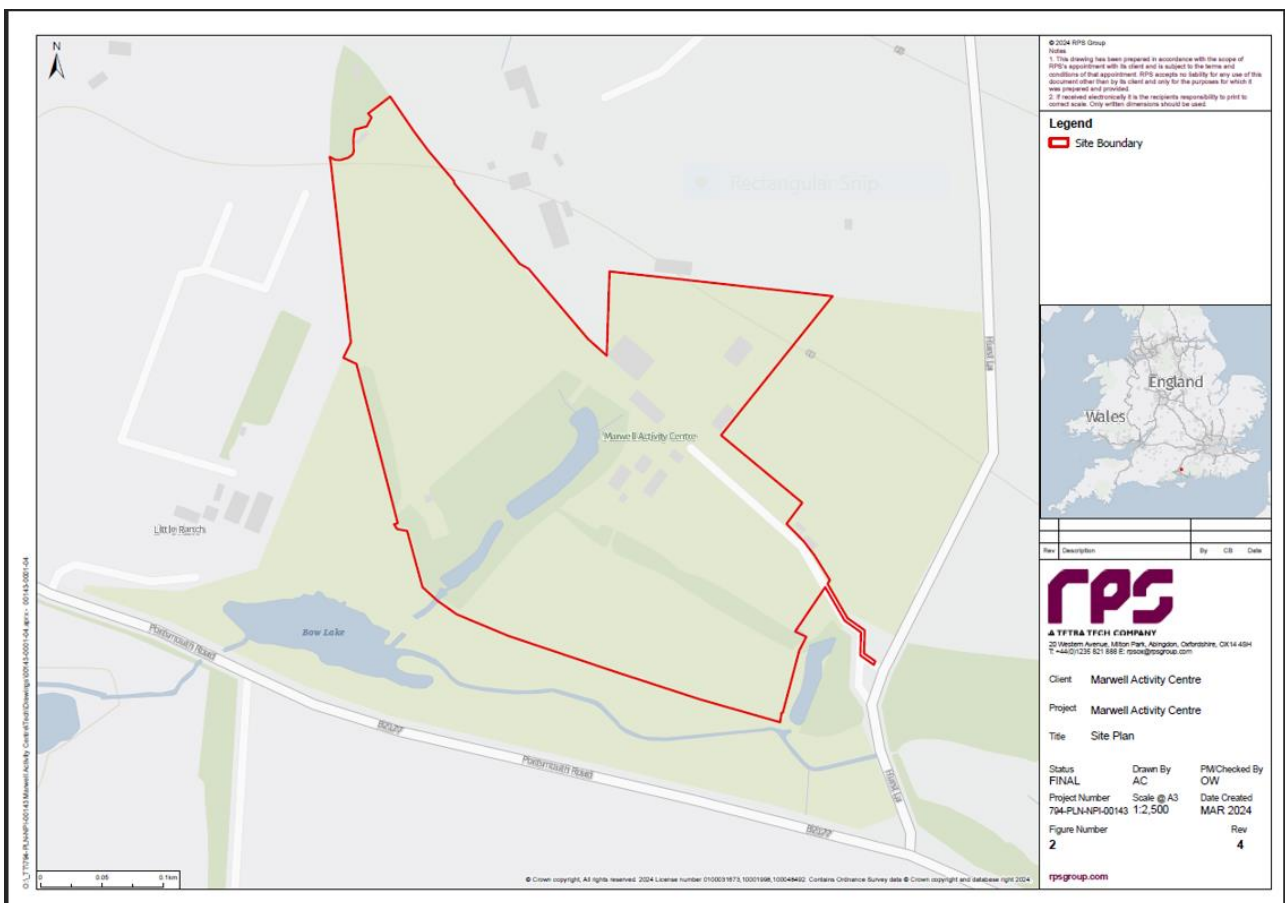 N
© 2024 RPS Group
Notes
1. This drawing has been prepared in accordance with the scope of
RPS's appointment with its client and is subject to the terms and
conditions of that appointment. RPS accepts no liability for any use of this
document other than by its client and only for the purposes for which it
was prepared and provided.
2. If received electronically it is the recipients responsibility to print to
correct scale. Only written dimensions should be used.
Legend
Site Boundary
Rectangular Snip
Hurst La
England
Wales
Marwell Activity Centre
Little Ranch
Bow Lake
Portsmouth Road
B2177
Portsmouth Road
B2177
Hurst La
0 0.05 0.1km
© Crown copyright, All rights reserved. 2024 License number 0100031673,10001998,100048492. Contains Ordnance Survey data © Crown copyright and database right 2024
Rev Description By CB Date
rps
A TETRA TECH COMPANY
20 Western Avenue, Milton Park, Abingdon, Oxfordshire, OX14 4SH
T: +44(0)1235 821 888 E: rpsox@rpsgroup.com
Client Marwell Activity Centre
Project Marwell Activity Centre
Title Site Plan
Status Drawn By PM/Checked By
FINAL AC OW
Project Number Scale @ A3 Date Created
794-PLN-NPI-00143 1:2,500 MAR 2024
Figure Number Rev
2 4
rpsgroup.com